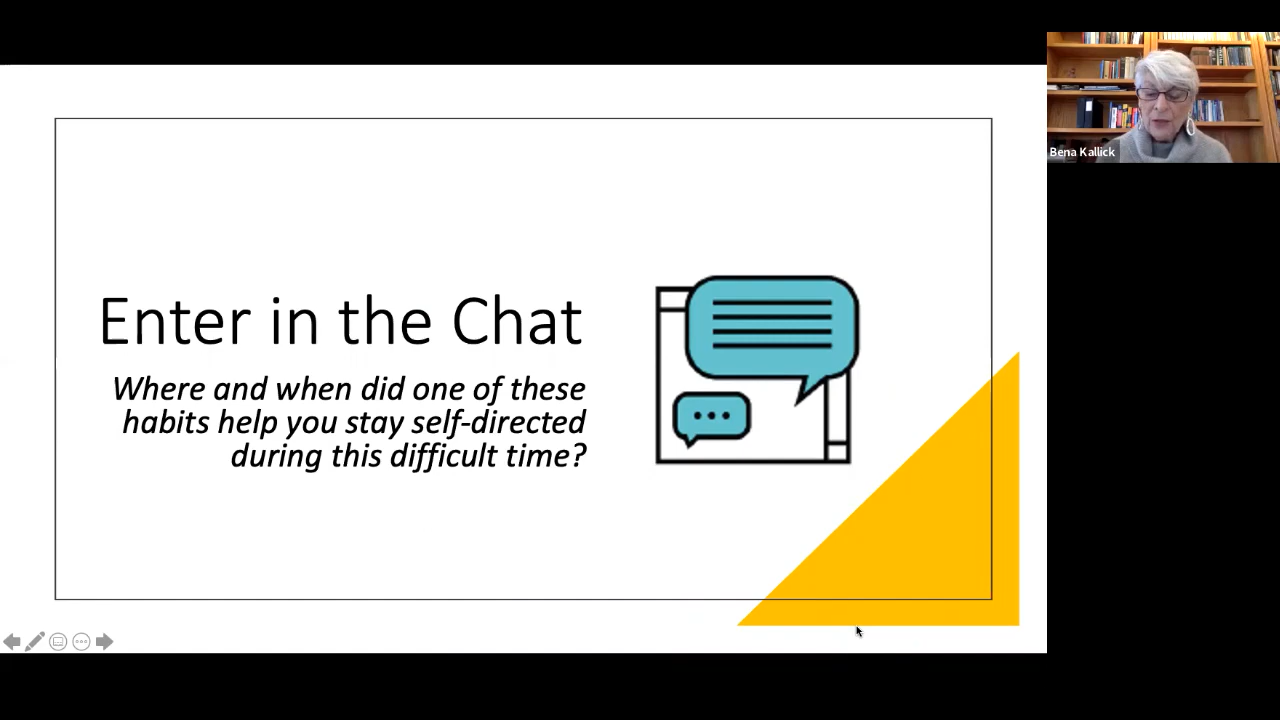 Enter in the Chat
Where and when did one of these
habits help you stay self-directed
during this difficult time?
Bena Kallick